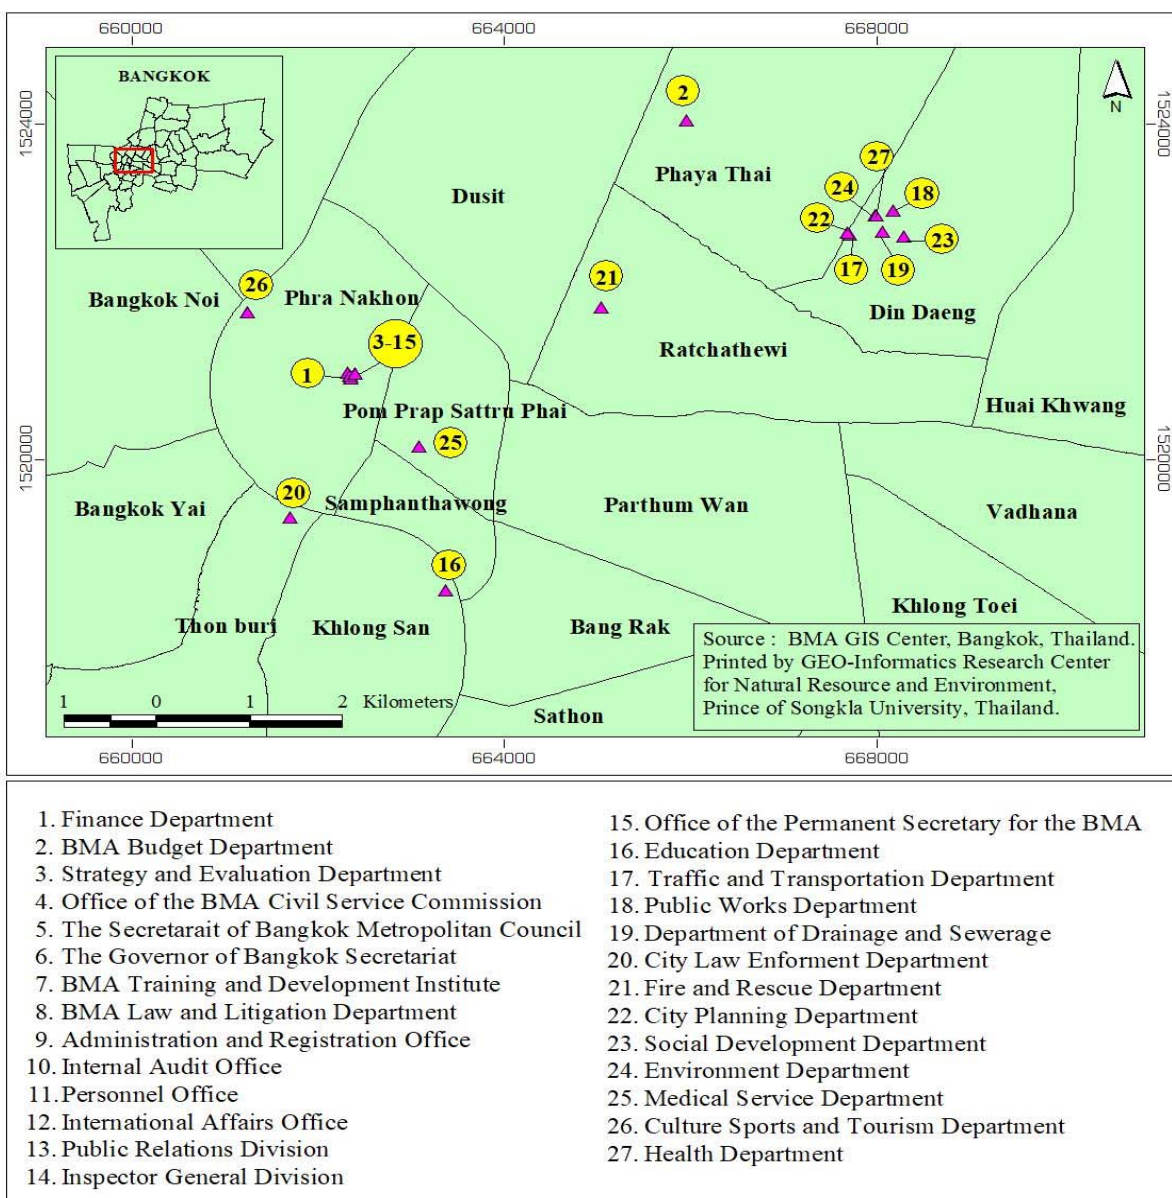 660000 664000 668000
BANGKOK
N
1524000 1524000
2
27
Phaya Thai
24
18
Dusit
22
23
21
17 19
26
Bangkok Noi
Phra Nakhon
Din Daeng
3-15
Ratchathewi
1
Huai Khwang
Pom Prap Sattru Phai
25
1520000 1520000
20
Samphanthawong
Parthum Wan
Bangkok Yai
Vadhana
16
Khlong Toei
Thon buri
Khlong San
Bang Rak
Source : BMA GIS Center, Bangkok, Thailand.
Printed by GEO-Informatics Research Center
for Natural Resource and Environment,
Prince of Songkla University, Thailand.
1 0 1 2 Kilometers
Sathon
660000 664000 668000
1. Finance Department
2. BMA Budget Department
3. Strategy and Evaluation Department
4. Office of the BMA Civil Service Commission
5. The Secretarait of Bangkok Metropolitan Council
6. The Governor of Bangkok Secretariat
7. BMA Training and Development Institute
8. BMA Law and Litigation Department
9. Administration and Registration Office
10. Internal Audit Office
11. Personnel Office
12. International Affairs Office
13. Public Relations Division
14. Inspector General Division
15. Office of the Permanent Secretary for the BMA
16. Education Department
17. Traffic and Transportation Department
18. Public Works Department
19. Department of Drainage and Sewerage
20. City Law Enforment Department
21. Fire and Rescue Department
22. City Planning Department
23. Social Development Department
24. Environment Department
25. Medical Service Department
26. Culture Sports and Tourism Department
27. Health Department